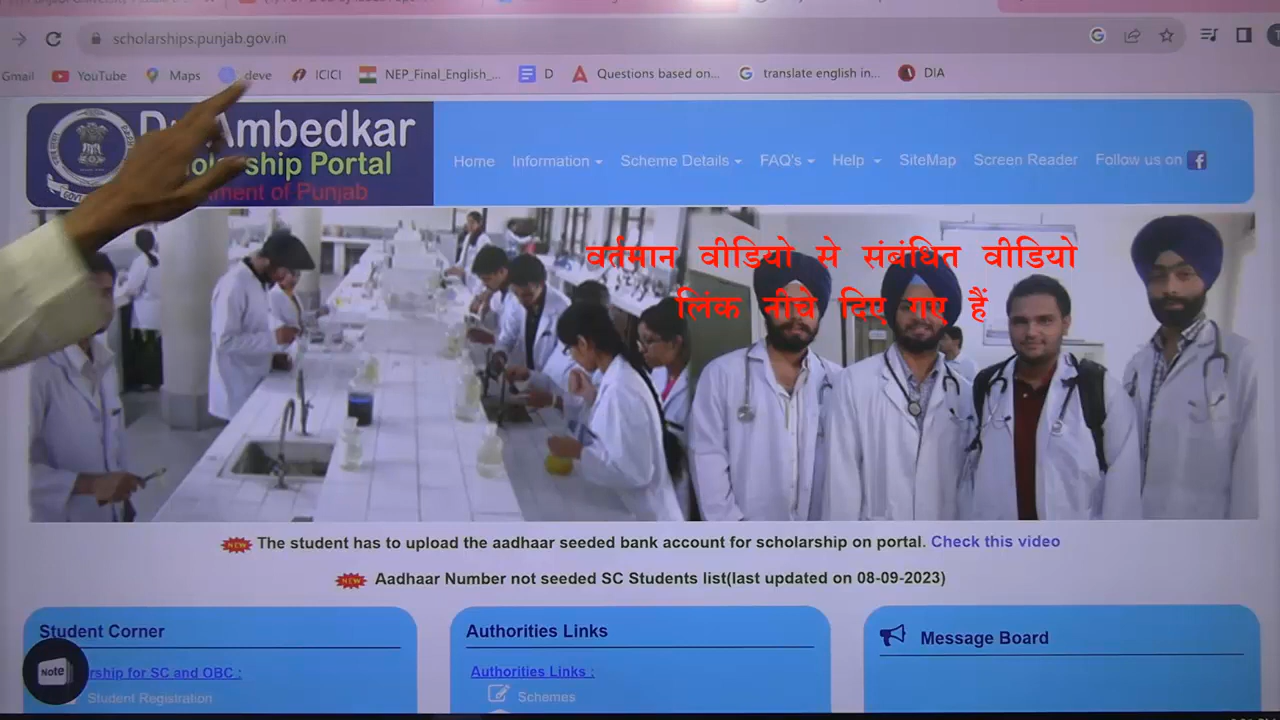 scholarships.punjab.gov.in
Gmail YouTube Maps deve ICICI NEP_Final_English_... D Questions based on... translate english in... DIA
Ambedkar
ship Portal
ment of Punjab
Home Information Scheme Details FAQ's Help SiteMap Screen Reader Follow us on
वर्तमान वीडियो से संबंधित वीडियो
लिंक नीचे दिए गए हैं
NEW The student has to upload the aadhaar seeded bank account for scholarship on portal. Check this video
NEW Aadhaar Number not seeded SC Students list(last updated on 08-09-2023)
Student Corner
rship for SC and OBC :
Student Registration
Note
Authorities Links
Authorities Links :
Schemes
Message Board